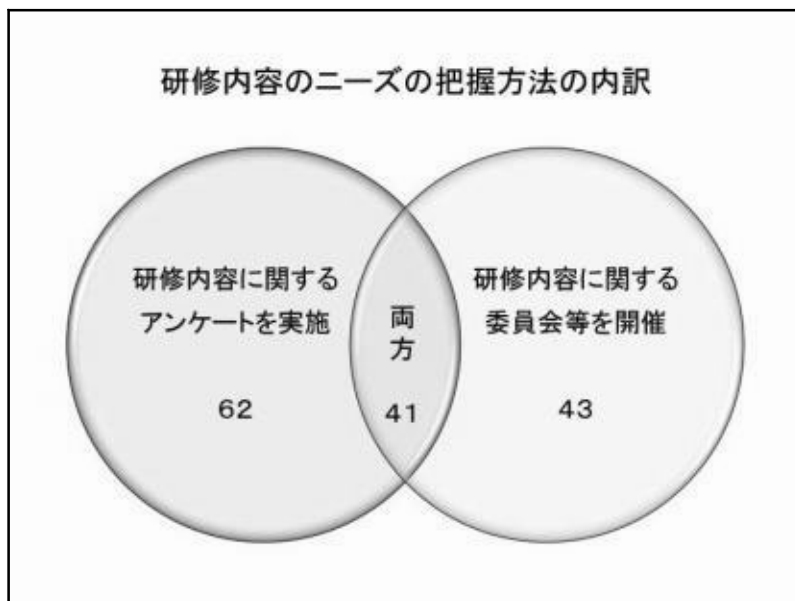 研修内容のニーズの把握方法の内訳
研修内容に関する
アンケートを実施
62
両
方
41
研修内容に関する
委員会等を開催
43